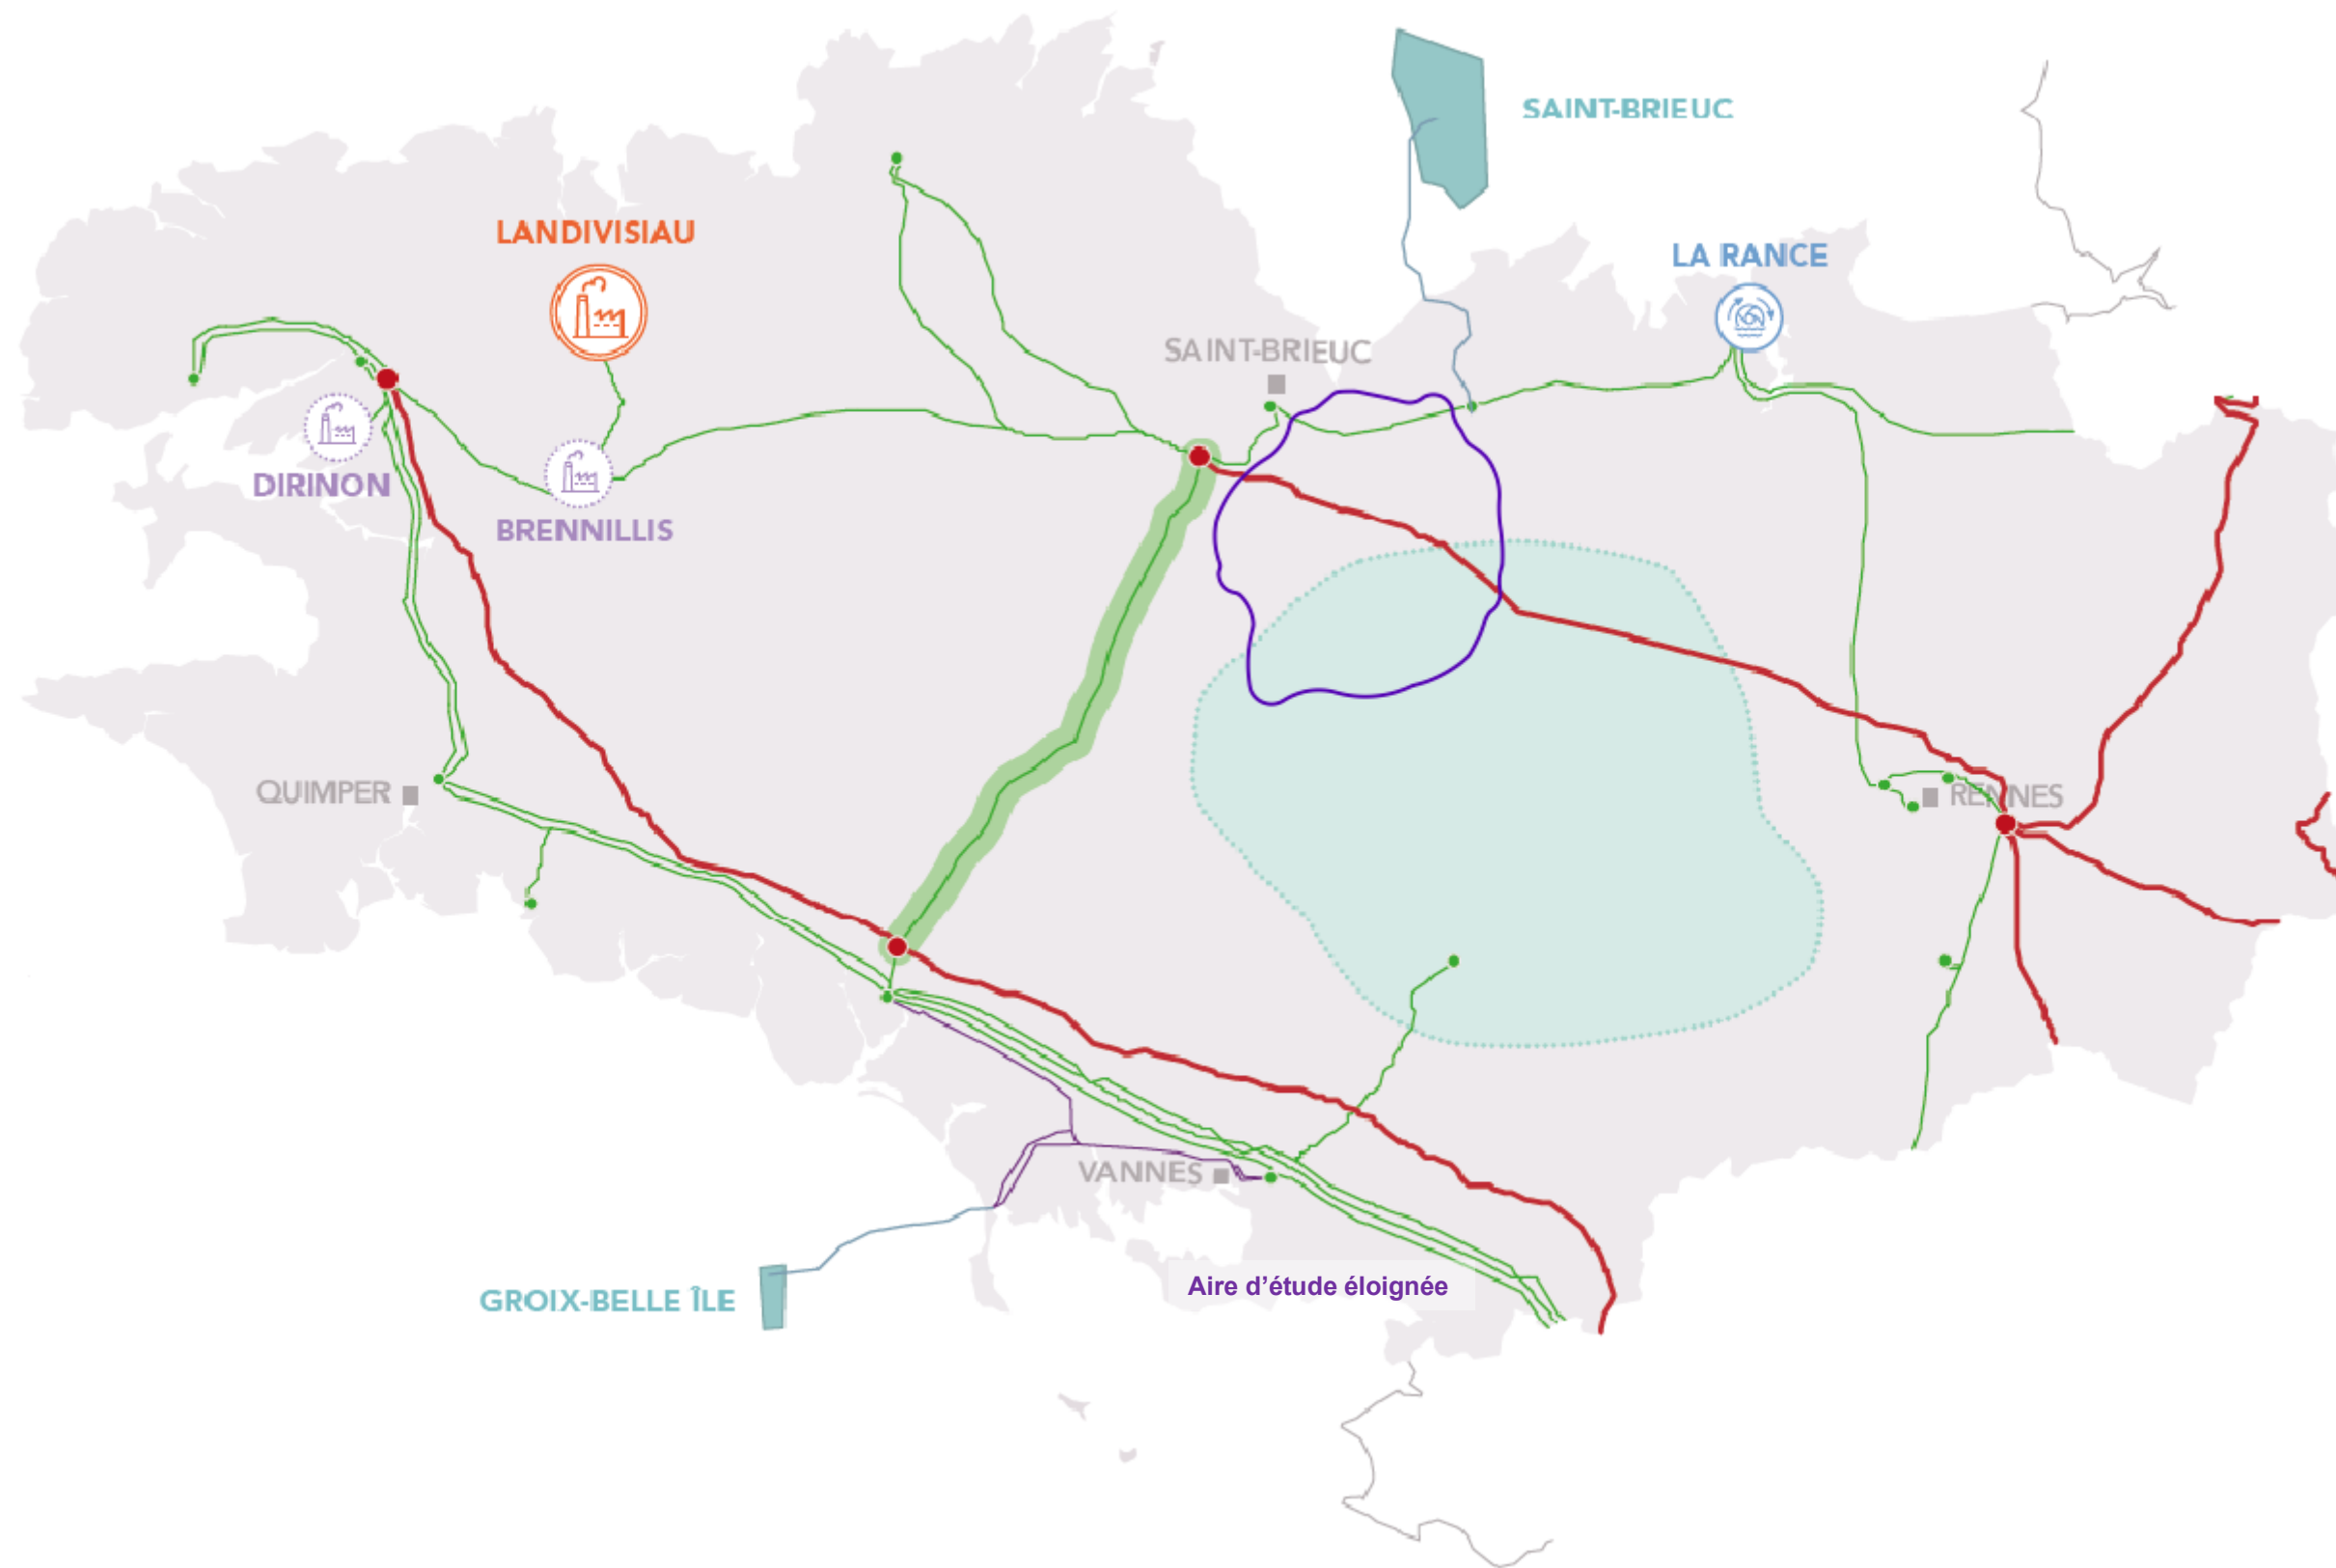 SAINT-BRIEUC
LANDIVISIAU
LA RANCE
SAINT-BRIEUC
DIRINON
BRENNILLIS
QUIMPER
RENNES
VANNES
Aire d’étude éloignée
GROIX-BELLE ÎLE